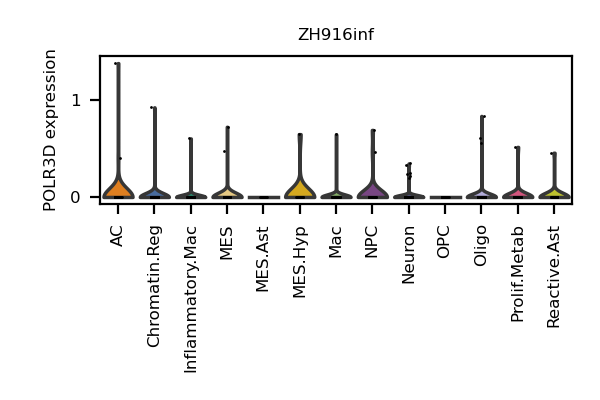 ZH916inf
POLR3D expression
1
0
AC
Chromatin.Reg
Inflammatory.Mac
MES
MES.Ast
MES.Hyp
Mac
NPC
Neuron
OPC
Oligo
Prolif.Metab
Reactive.Ast